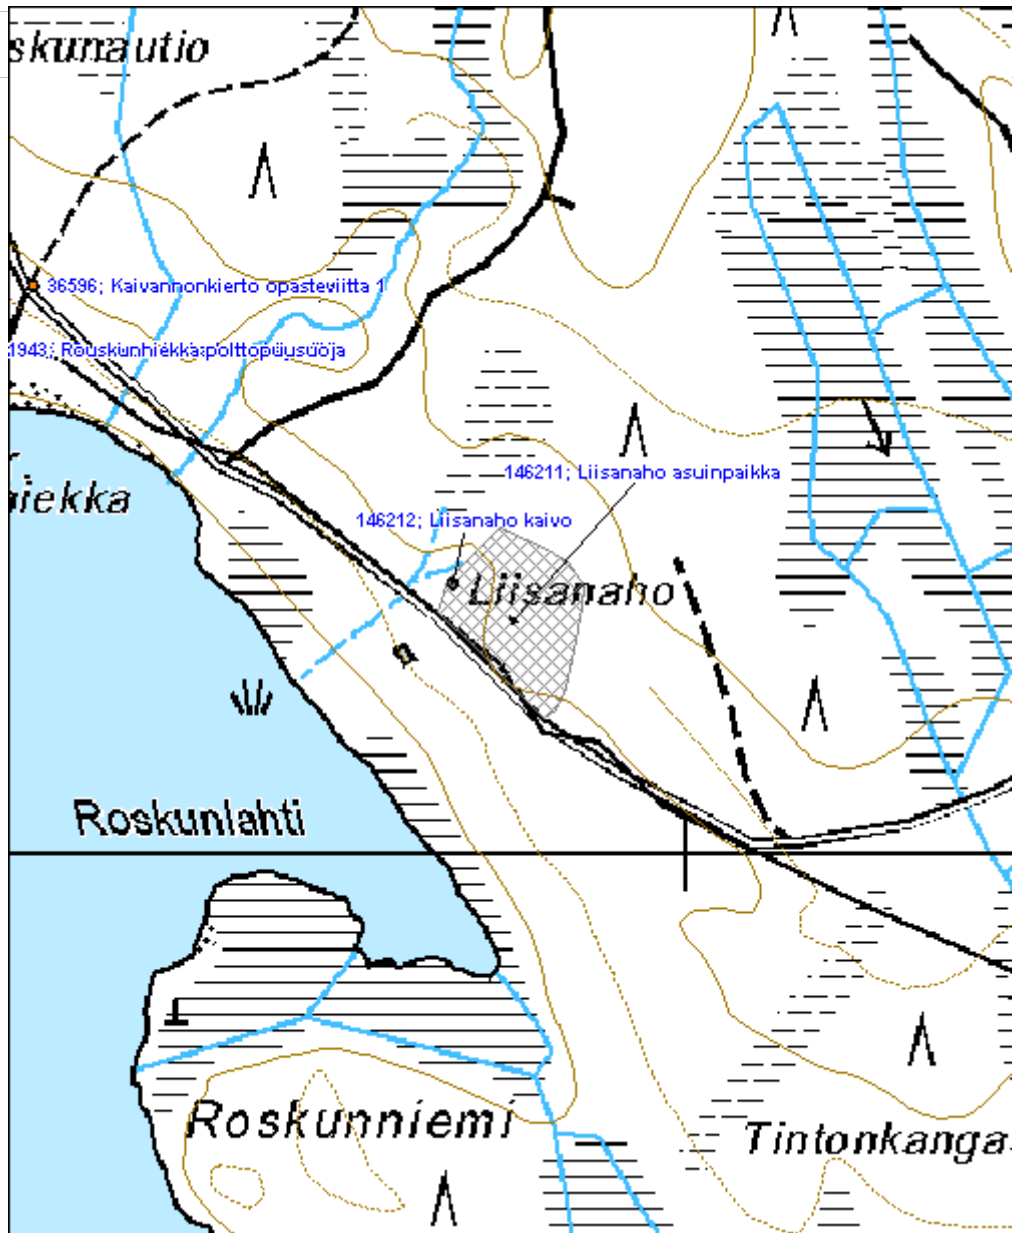 skunautio
36596; Kaivannonkierto opasteviitta 1
1943; Rouskunhiekka:polttopuusuoja
146211; Liisanaho asuinpaikka
iekka
146212; Liisanaho kaivo
Liisanaho
Roskunlahti
Roskunniemi
Tintonkanga